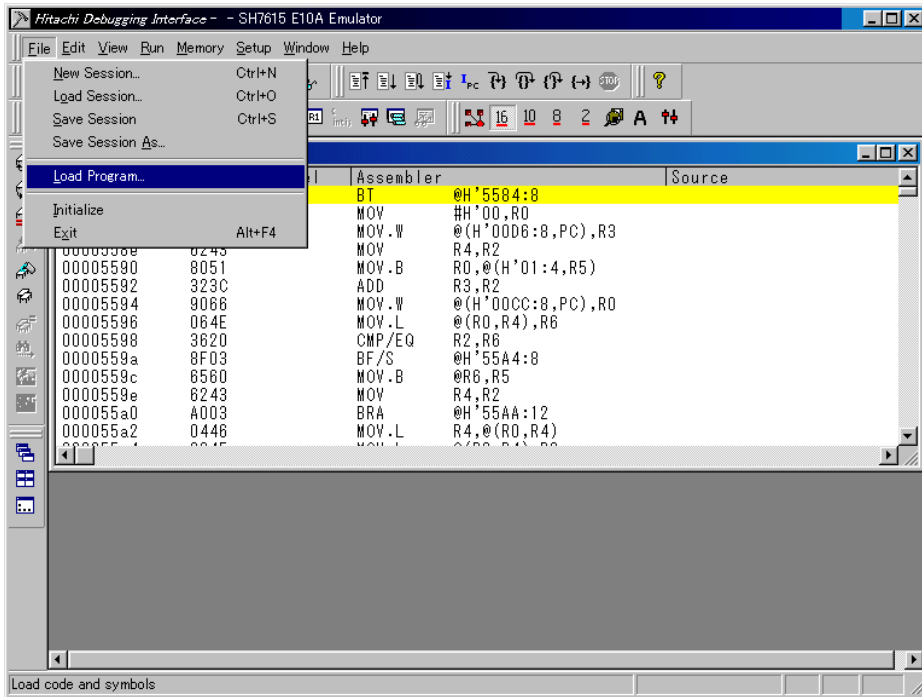 Hitachi Debugging Interface - - SH7615 E10A Emulator
File Edit View Run Memory Setup Window Help
New Session... Ctrl+N
Load Session... Ctrl+O
Save Session Ctrl+S
Save Session As...
Load Program...
Initialize
Exit Alt+F4
R1 16 10 8 2 A
Assembler Source
BT @H'5584:8
MOV #H'00,R0
MOV.W @(H'00D6:8,PC),R3
0000558e 6243 MOV R4,R2
00005590 8051 MOV.B R0,@(H'01:4,R5)
00005592 323C ADD R3,R2
00005594 9066 MOV.W @(H'00CC:8,PC),R0
00005596 064E MOV.L @(R0,R4),R6
00005598 3620 CMP/EQ R2,R6
0000559a 8F03 BF/S @H'55A4:8
0000559c 6560 MOV.B @R6,R5
0000559e 6243 MOV R4,R2
000055a0 A003 BRA @H'55AA:12
000055a2 0446 MOV.L R4,@(R0,R4)
Load code and symbols